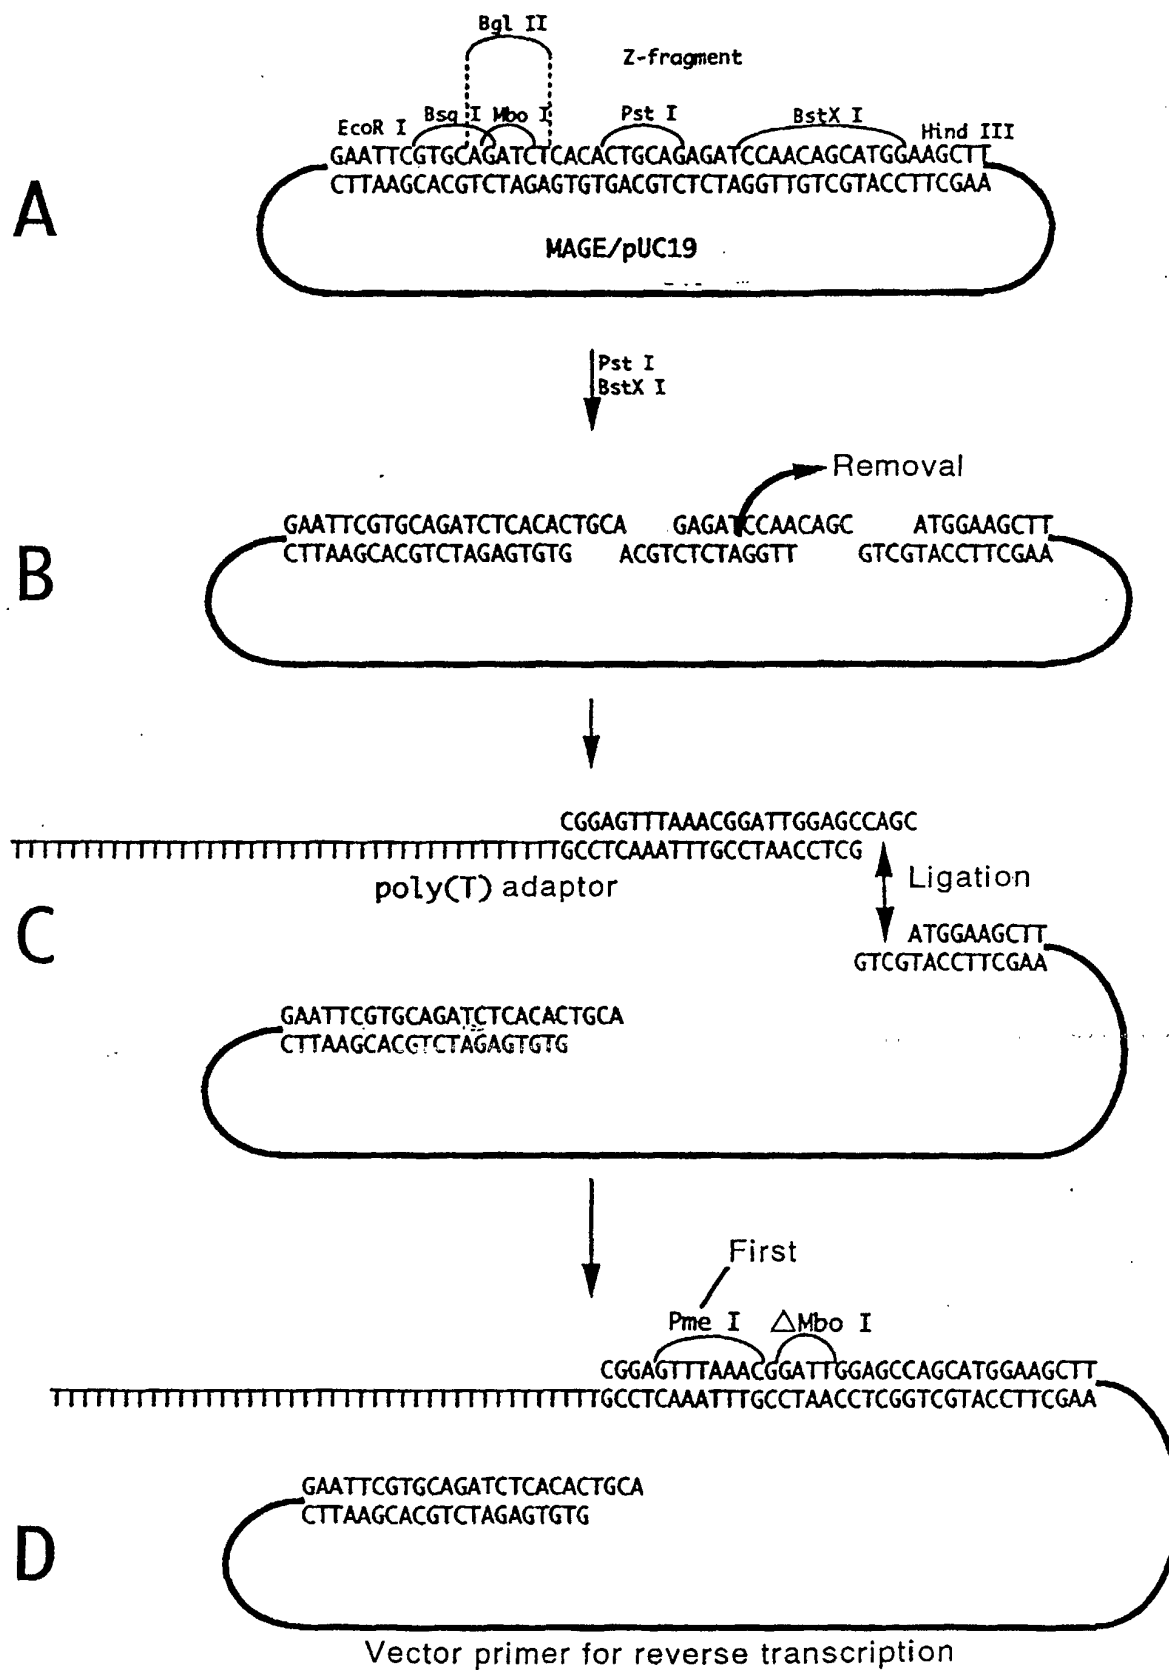 Bgl II
Z-fragment
EcoR I
Bsg I
Mbo I
Pst I
BstX I
Hind III
GAATTCGTGCAGATCTCACACTGCAGAGATCCAACAGCATGGAAGCTT
CTTAAGCACGTCTAGAGTGTGACGTCTCTAGGTTGTCGTACCTTCGAA
A
MAGE/pUC19
Pst I
BstX I
Removal
GAATTCGTGCAGATCTCACACTGCA GAGATCCAACAGC ATGGAAGCTT
CTTAAGCACGTCTAGAGTGTG ACGTCTCTAGGTT GTCGTACCTTCGAA
B
CGGAGTTTAAACGGATTGGAGCCAGC
TTTTTTTTTTTTTTTTTTTTTTTTTTTTTTTTTTTTTTTTGCCTCAAATTTGCCTAACCTCG
poly(T) adaptor
Ligation
C
ATGGAAGCTT
GTCGTACCTTCGAA
GAATTCGTGCAGATCTCACACTGCA
CTTAAGCACGTCTAGAGTGTG
First
Pme I
△Mbo I
CGGAGTTTAAACGGATTGGAGCCAGCATGGAAGCTT
TTTTTTTTTTTTTTTTTTTTTTTTTTTTTTTTTTTTTTTTGCCTCAAATTTGCCTAACCTCGGTCGTACCTTCGAA
GAATTCGTGCAGATCTCACACTGCA
CTTAAGCACGTCTAGAGTGTG
D
Vector primer for reverse transcription